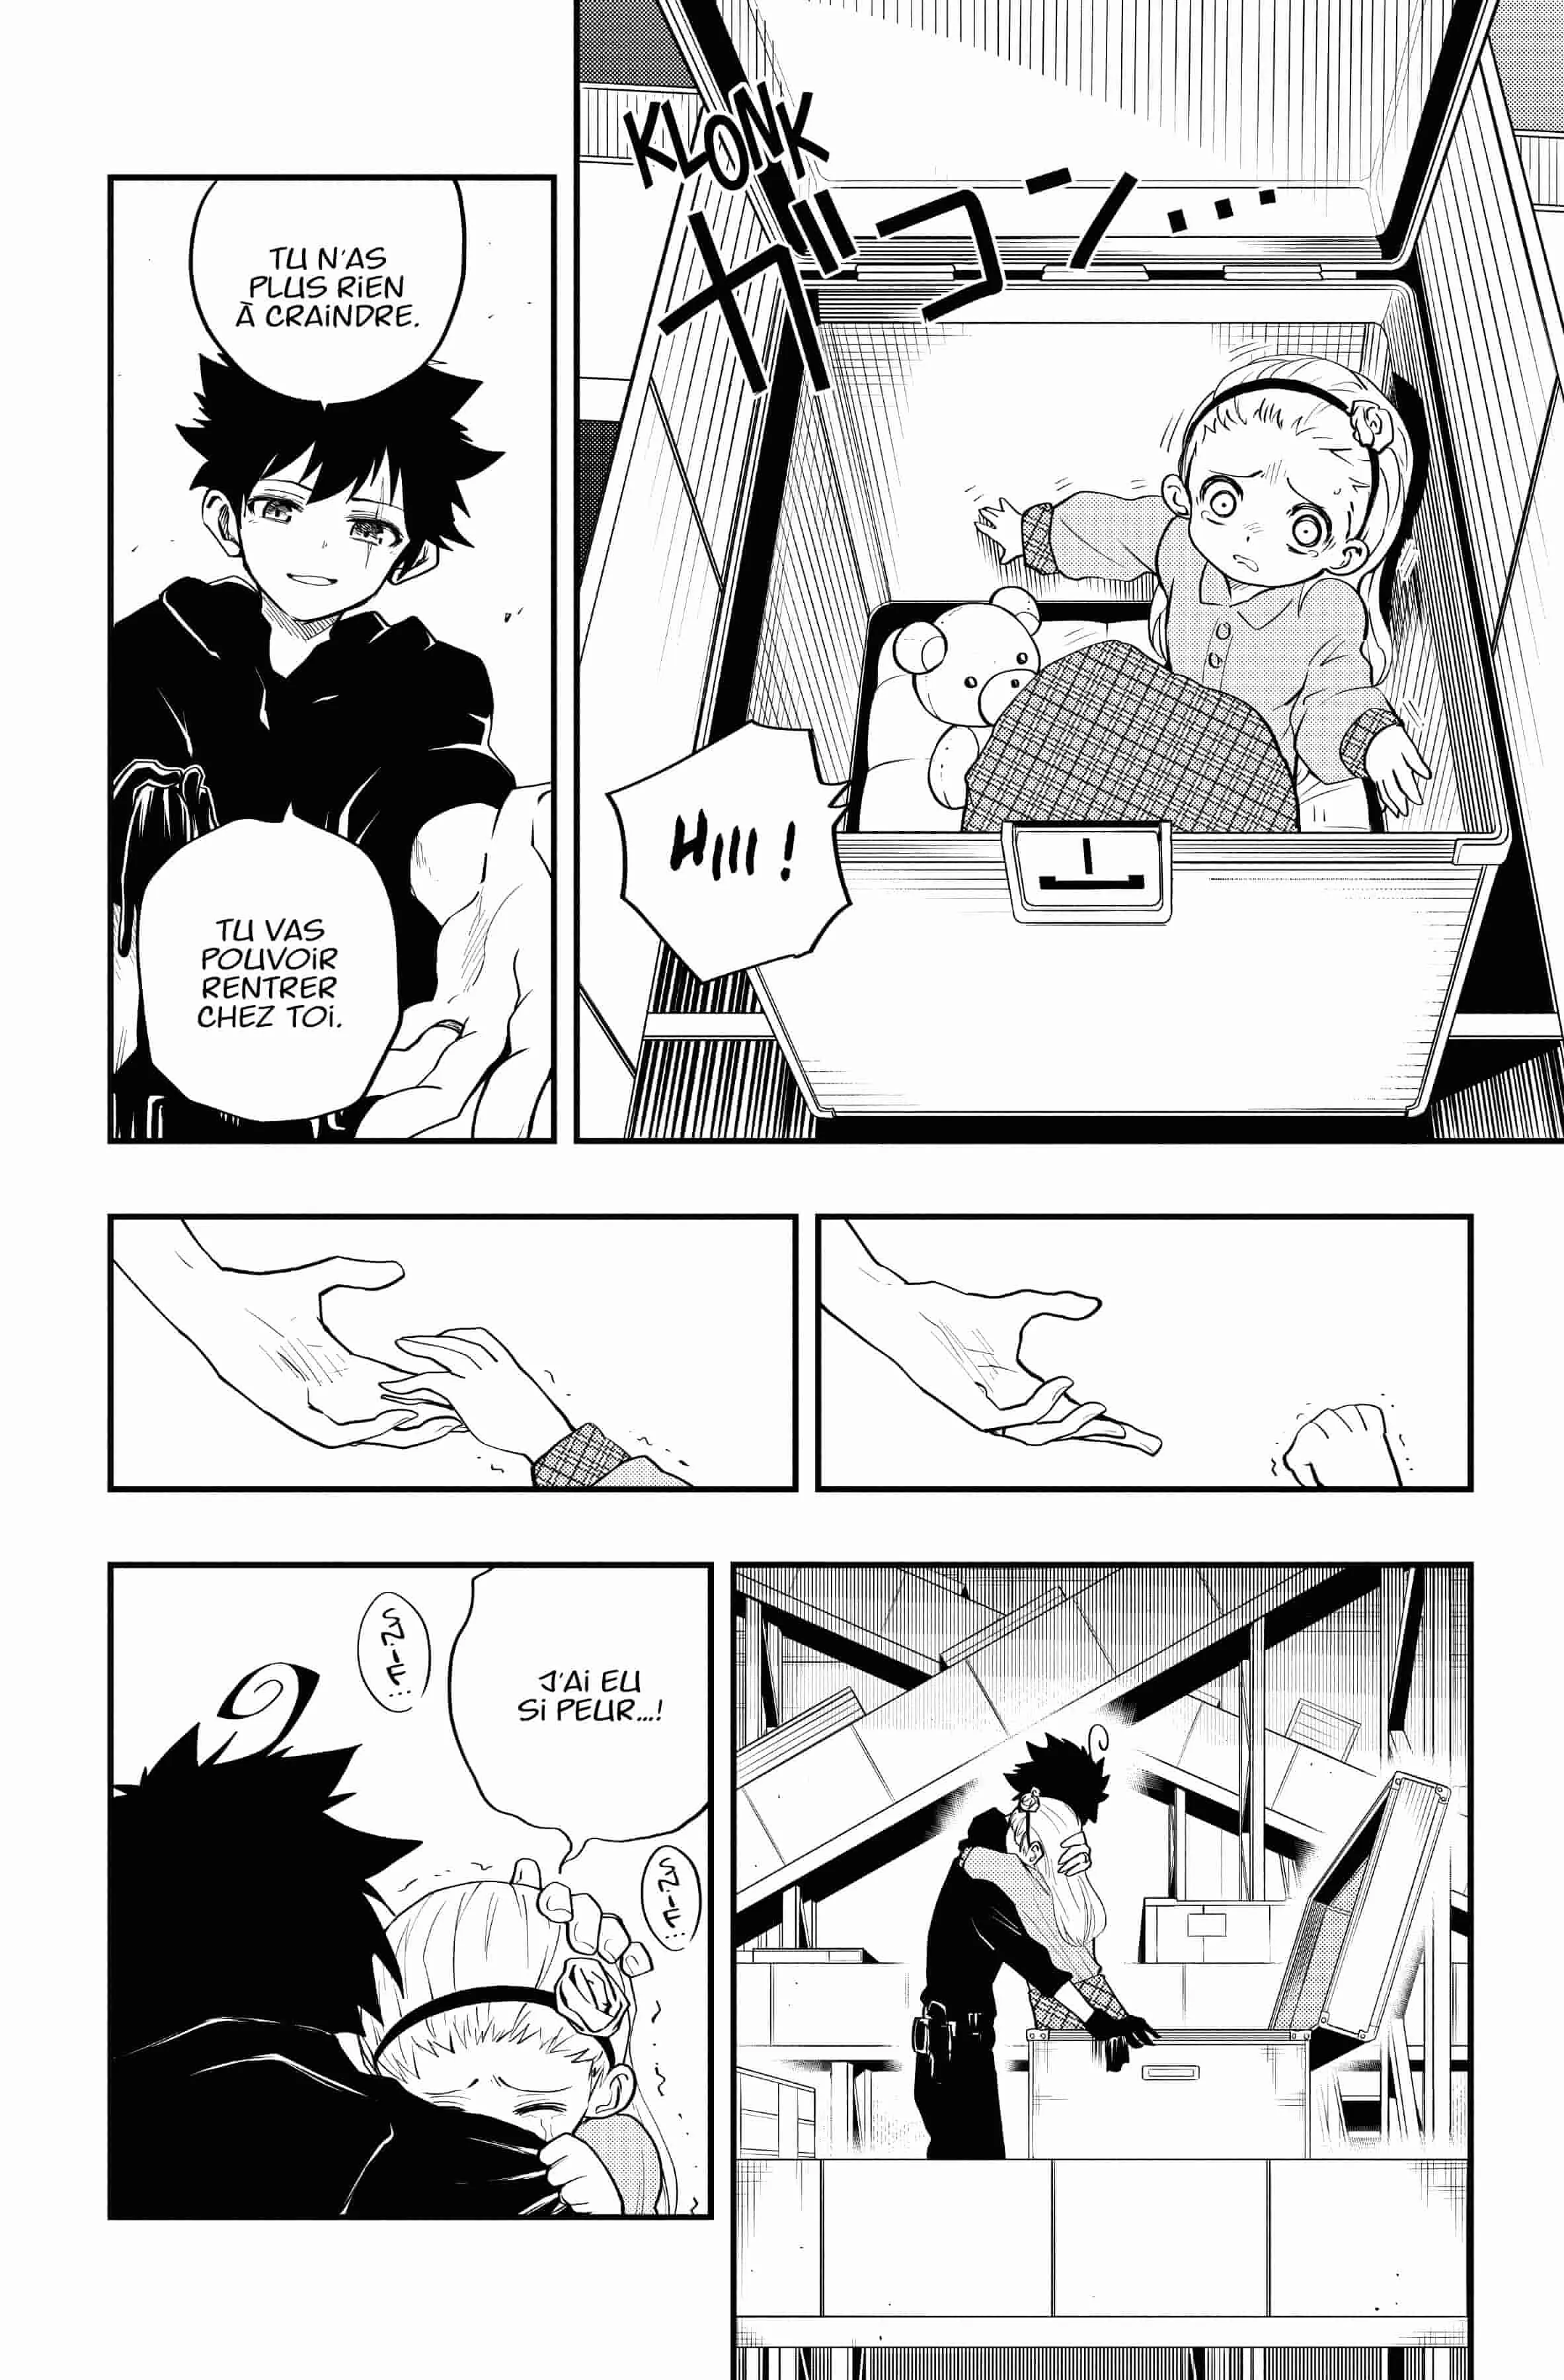 KLONK
ガコン...
HIII !
TU N'AS
PLUS RIEN
À CRAINDRE.
TU VAS
POUVOIR
RENTRER
CHEZ TOI.
J'AI EU
SI PEUR...!
SNIF...
SNIF...